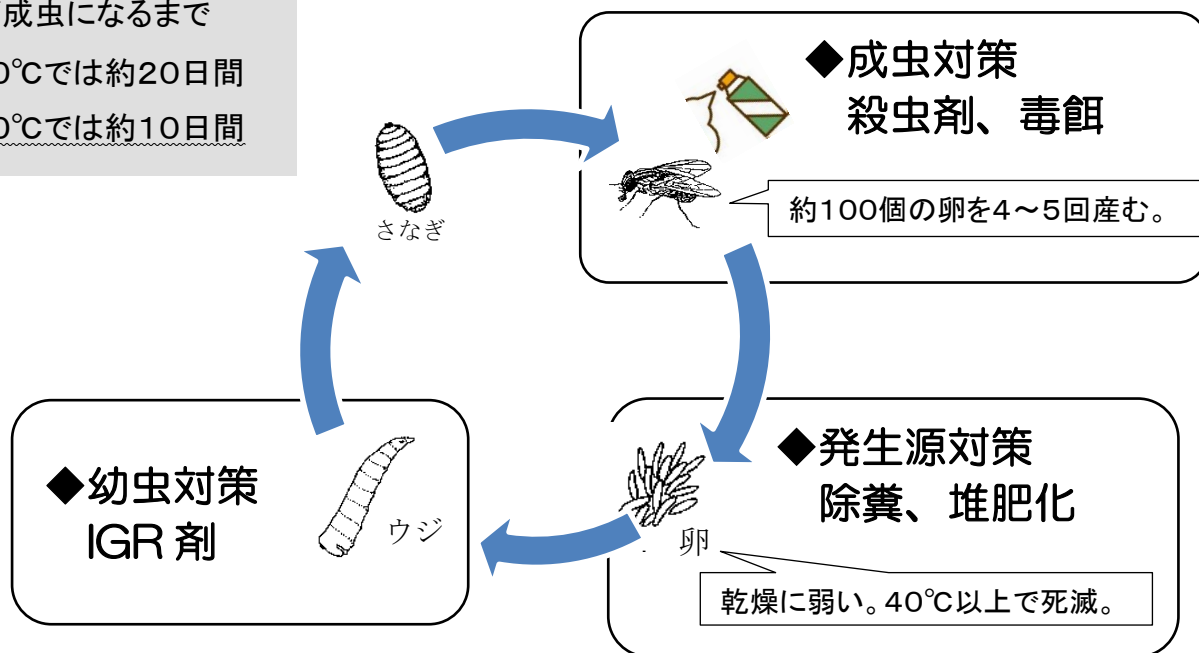 成虫になるまで
0℃では約20日間
0℃では約10日間
◆成虫対策
殺虫剤、毒餌
約100個の卵を4～5回産む。
さなぎ
◆発生源対策
除糞、堆肥化
卵
乾燥に弱い。40℃以上で死滅。
◆幼虫対策
IGR剤
ウジ